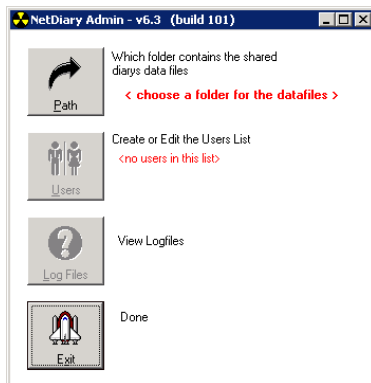 NetDiary Admin - v6.3 (build 101)
Which folder contains the shared
diarys data files
< choose a folder for the datafiles >
Path
Create or Edit the Users List
<no users in this list>
Users
View Logfiles
Log Files
Done
Exit